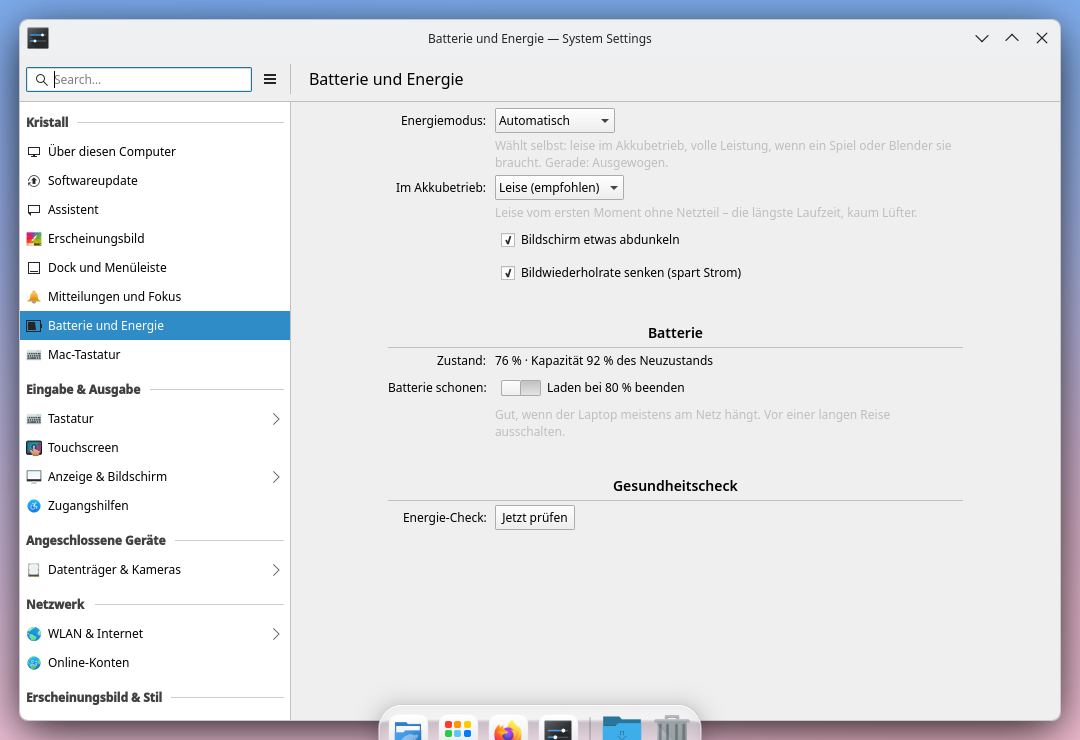 Batterie und Energie — System Settings
Search...
Batterie und Energie
Kristall
Über diesen Computer
Softwareupdate
Assistent
Erscheinungsbild
Dock und Menüleiste
Mitteilungen und Fokus
Batterie und Energie
Mac-Tastatur
Eingabe & Ausgabe
Tastatur
Touchscreen
Anzeige & Bildschirm
Zugangshilfen
Angeschlossene Geräte
Datenträger & Kameras
Netzwerk
WLAN & Internet
Online-Konten
Erscheinungsbild & Stil
Energiemodus: Automatisch
Wählt selbst: leise im Akkubetrieb, volle Leistung, wenn ein Spiel oder Blender sie
braucht. Gerade: Ausgewogen.
Im Akkubetrieb: Leise (empfohlen)
Leise vom ersten Moment ohne Netzteil – die längste Laufzeit, kaum Lüfter.
Bildschirm etwas abdunkeln
Bildwiederholrate senken (spart Strom)
Batterie
Zustand: 76 % · Kapazität 92 % des Neuzustands
Batterie schonen: Laden bei 80 % beenden
Gut, wenn der Laptop meistens am Netz hängt. Vor einer langen Reise
ausschalten.
Gesundheitscheck
Energie-Check: Jetzt prüfen